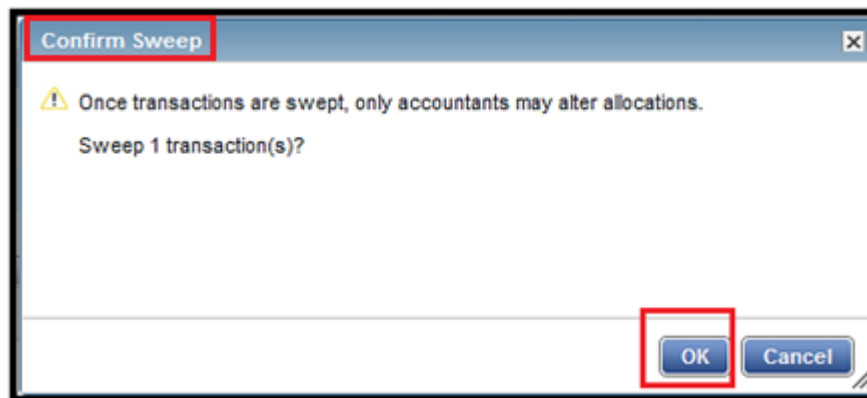 Confirm Sweep
Once transactions are swept, only accountants may alter allocations.
Sweep 1 transaction(s)?
OK Cancel